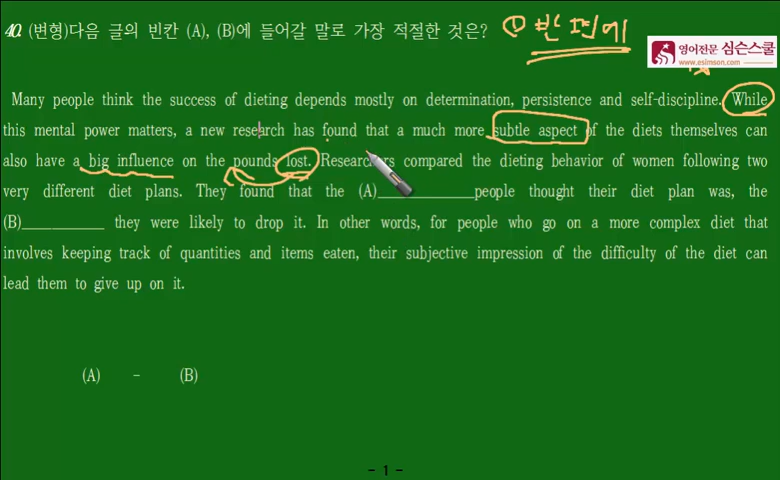 40. (변형)다음 글의 빈칸 (A), (B)에 들어갈 말로 가장 적절한 것은? ① 반면에
영어전문 심슨스쿨
www.eslmson.com
Many people think the success of dieting depends mostly on determination, persistence and self-discipline. While
this mental power matters, a new research has found that a much more subtle aspect of the diets themselves can
also have a big influence on the pounds lost. Researchers compared the dieting behavior of women following two
very different diet plans. They found that the (A)____________people thought their diet plan was, the
(B)__________ they were likely to drop it. In other words, for people who go on a more complex diet that
involves keeping track of quantities and items eaten, their subjective impression of the difficulty of the diet can
lead them to give up on it.
(A) - (B)
- 1 -